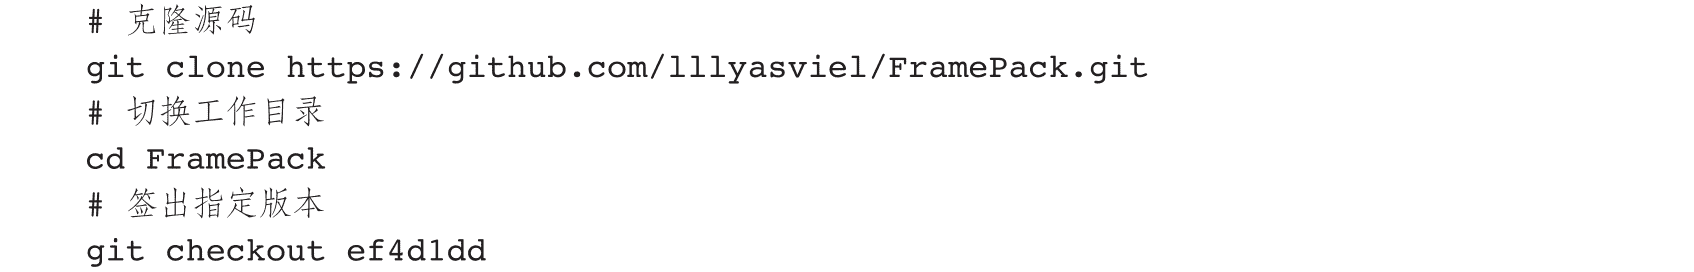 # 克隆源码
git clone https://github.com/lllyasviel/FramePack.git
# 切换工作目录
cd FramePack
# 签出指定版本
git checkout ef4d1dd